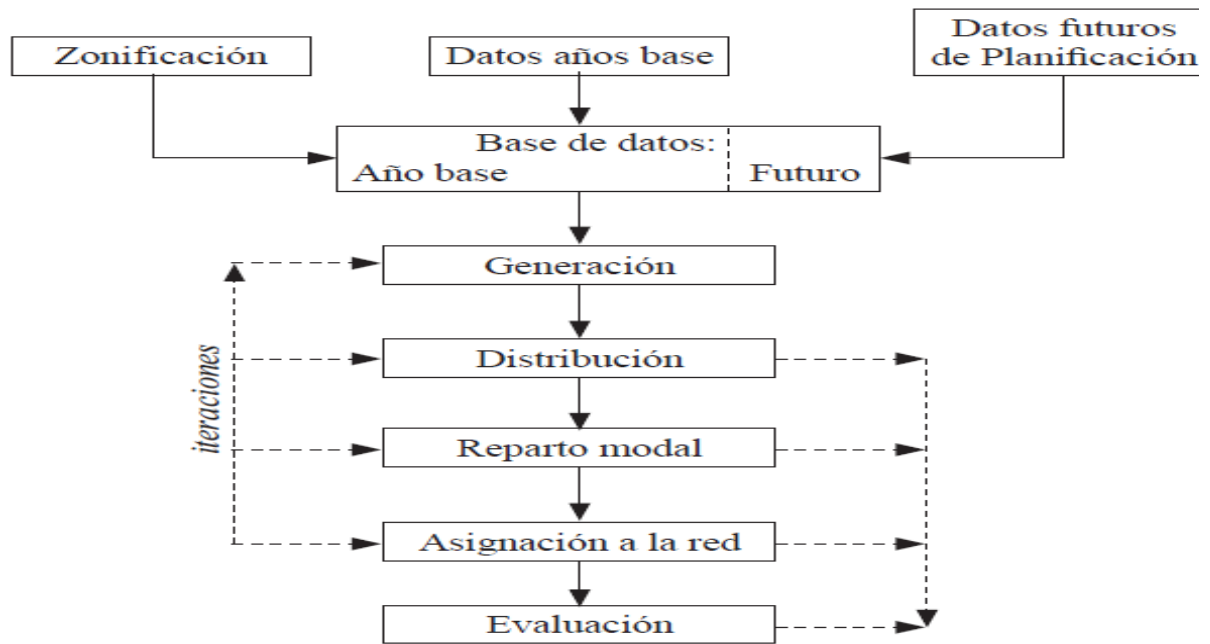 Zonificación
Datos años base
Datos futuros
de Planificación
Base de datos:
Año base
Futuro
Generación
Distribución
Reparto modal
Asignación a la red
Evaluación
iteraciones